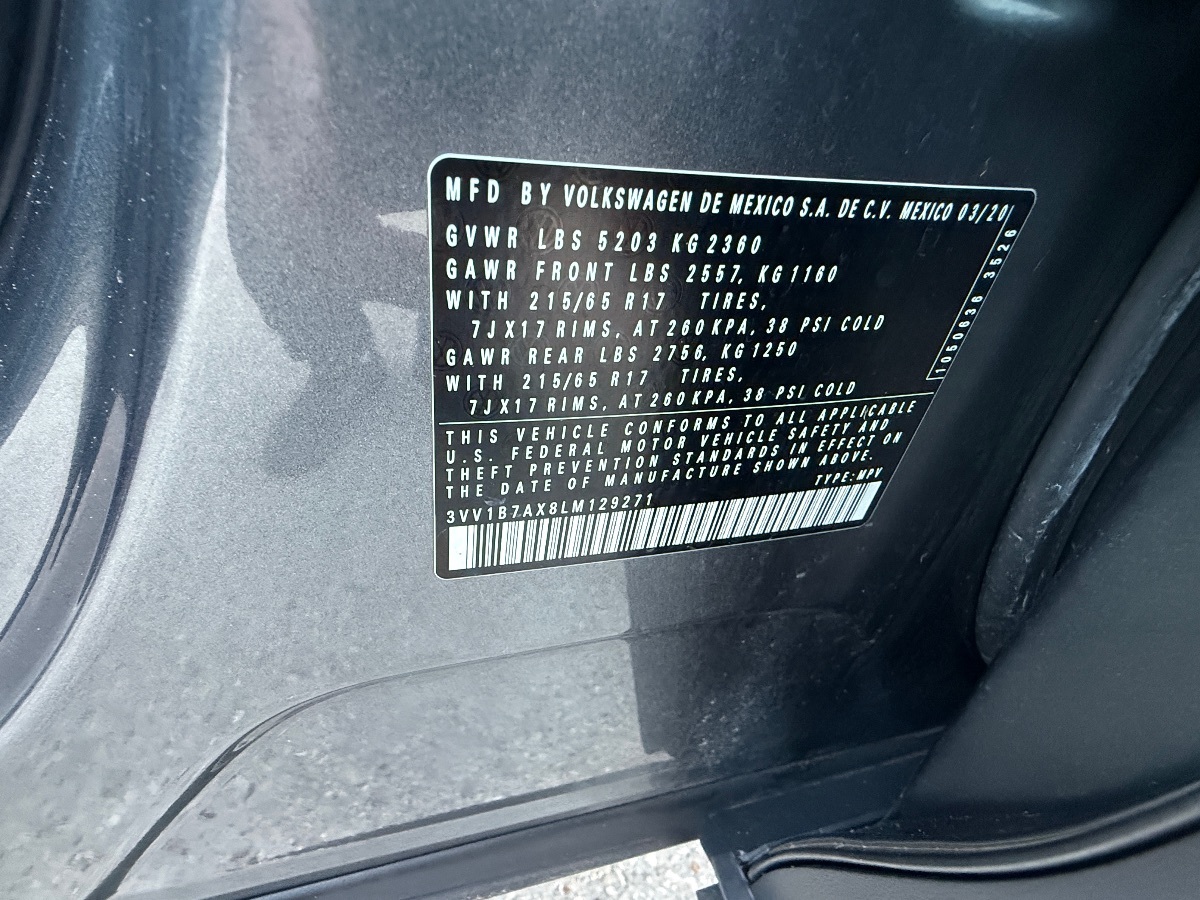 MFD BY VOLKSWAGEN DE MEXICO S.A. DE C.V. MEXICO 03/20
GVWR LBS 5203 KG 2360
GAWR FRONT LBS 2557, KG 1160
WITH 215/65 R17 TIRES,
7JX17 RIMS, AT 260 KPA, 38 PSI COLD
GAWR REAR LBS 2756, KG 1250
WITH 215/65 R17 TIRES,
7JX17 RIMS, AT 260 KPA, 38 PSI COLD
1050636 3526
THIS VEHICLE CONFORMS TO ALL APPLICABLE
U.S. FEDERAL MOTOR VEHICLE SAFETY AND
THEFT PREVENTION STANDARDS IN EFFECT ON
THE DATE OF MANUFACTURE SHOWN ABOVE.
TYPE: MPV
3VV1B7AX8LM129271